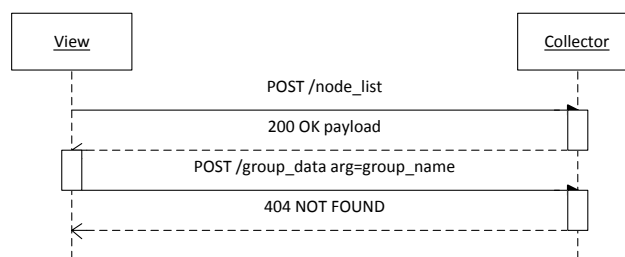 View
Collector
POST /node_list
200 OK payload
POST /group_data arg=group_name
404 NOT FOUND